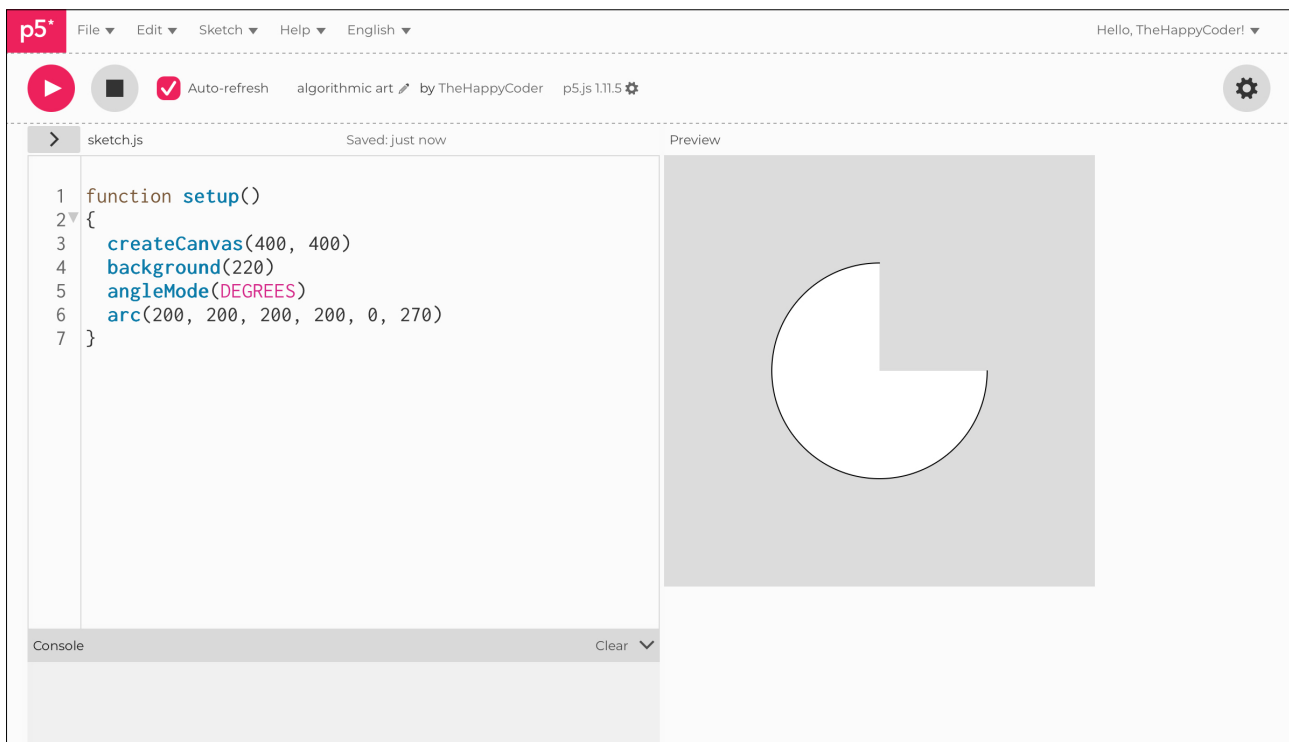 p5* File Edit Sketch Help English Hello, TheHappyCoder!
Auto-refresh algorithmic art by TheHappyCoder p5.js 1.11.5
sketch.js Saved: just now Preview
1 function setup()
2 {
3 createCanvas(400, 400)
4 background(220)
5 angleMode(DEGREES)
6 arc(200, 200, 200, 200, 0, 270)
7 }
Console Clear